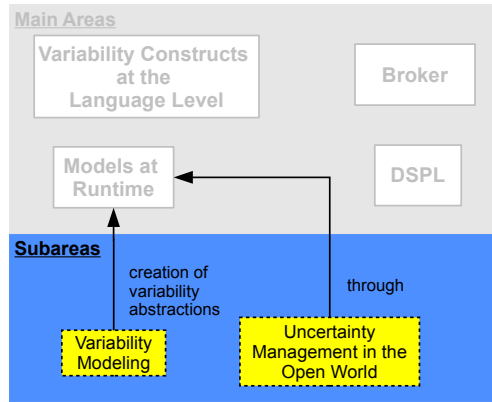 Main Areas
Variability Constructs
at the
Language Level
Broker
Models at
Runtime
DSPL
Subareas
creation of
variability
abstractions
through
Variability
Modeling
Uncertainty
Management in the
Open World